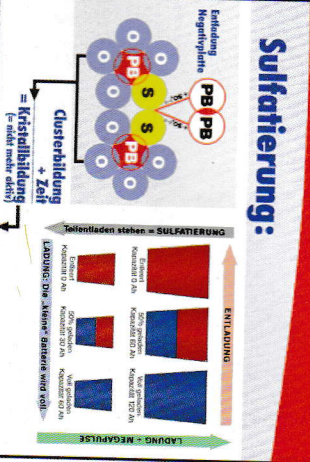 Sulfatierung:
Entladung
Negativplatte
PB PB
O O O O
O PB S S PB O
O O O O
Clusterbildung
+ Zeit
= Kristallbildung
(= nicht mehr aktiv)
ENTLADUNG
Teilentladen stehen = SULFATIERUNG
Entleert
Kapazität 0 Ah
50% geladen
Kapazität 60 Ah
Voll geladen
Kapazität 120 Ah
Entleert
Kapazität 0 Ah
50% geladen
Kapazität 30 Ah
Voll geladen
Kapazität 60 Ah
LADUNG: Die „kleine" Batterie wird voll.
LADUNG + MEGAPULSE